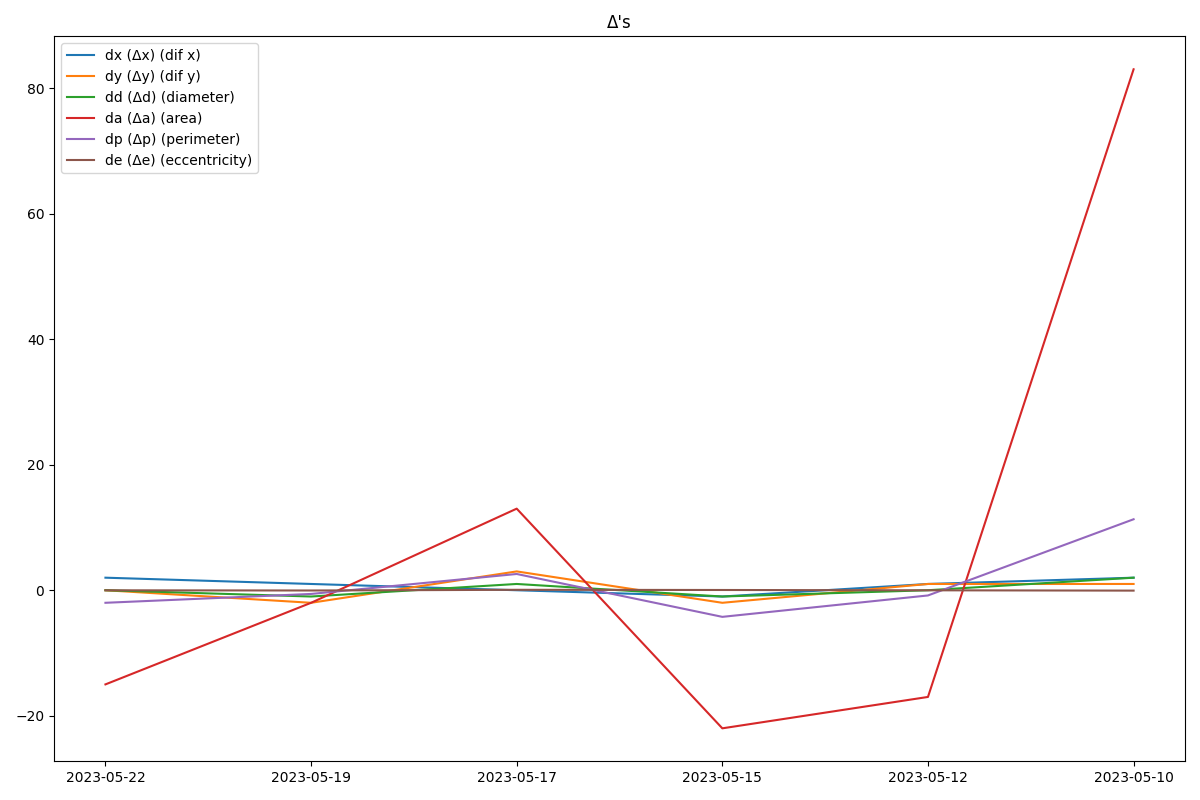 Δ's
dx (Δx) (dif x)
dy (Δy) (dif y)
dd (Δd) (diameter)
da (Δa) (area)
dp (Δp) (perimeter)
de (Δe) (eccentricity)
80
60
40
20
0
−20
2023-05-22 2023-05-19 2023-05-17 2023-05-15 2023-05-12 2023-05-10